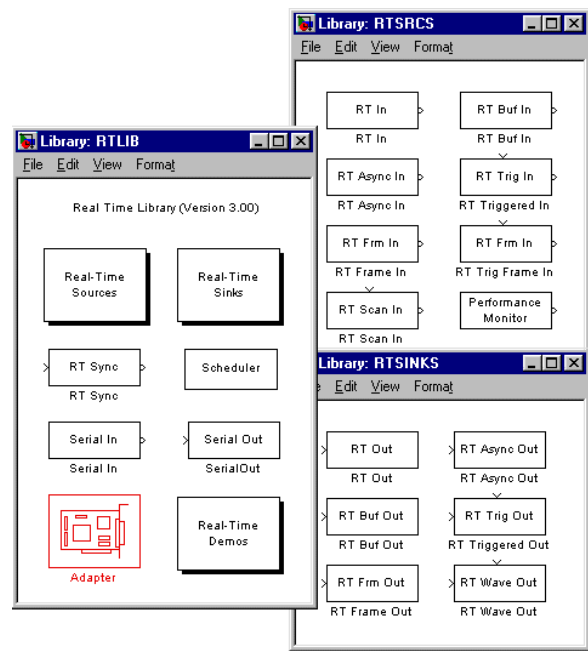 Library: RTSRCS
File Edit View Format
RT In
RT Buf In
RT In
RT Buf In
RT Async In
RT Trig In
RT Async In
RT Triggered In
RT Frm In
RT Frm In
RT Frame In
RT Trig Frame In
RT Scan In
Performance
Monitor
RT Scan In
Library: RTLIB
File Edit View Format
Real Time Library (Version 3.00)
Real-Time
Sources
Real-Time
Sinks
RT Sync
Scheduler
RT Sync
Serial In
Serial Out
Serial In
SerialOut
Real-Time
Demos
Adapter
Library: RTSINKS
Edit View Format
RT Out
RT Async Out
RT Out
RT Async Out
RT Buf Out
RT Trig Out
RT Buf Out
RT Triggered Out
RT Frm Out
RT Wave Out
RT Frame Out
RT Wave Out